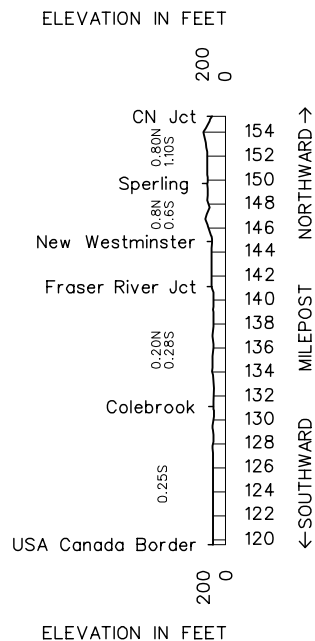 ELEVATION IN FEET
200
0
CN Jct
154
0.80N
1.10S
152
Sperling
150
148
0.8N
0.6S
146
New Westminster
144
142
Fraser River Jct
140
138
0.20N
0.28S
136
134
132
Colebrook
130
128
126
0.25S
124
122
USA Canada Border
120
NORTHWARD →
MILEPOST
← SOUTHWARD
200
0
ELEVATION IN FEET